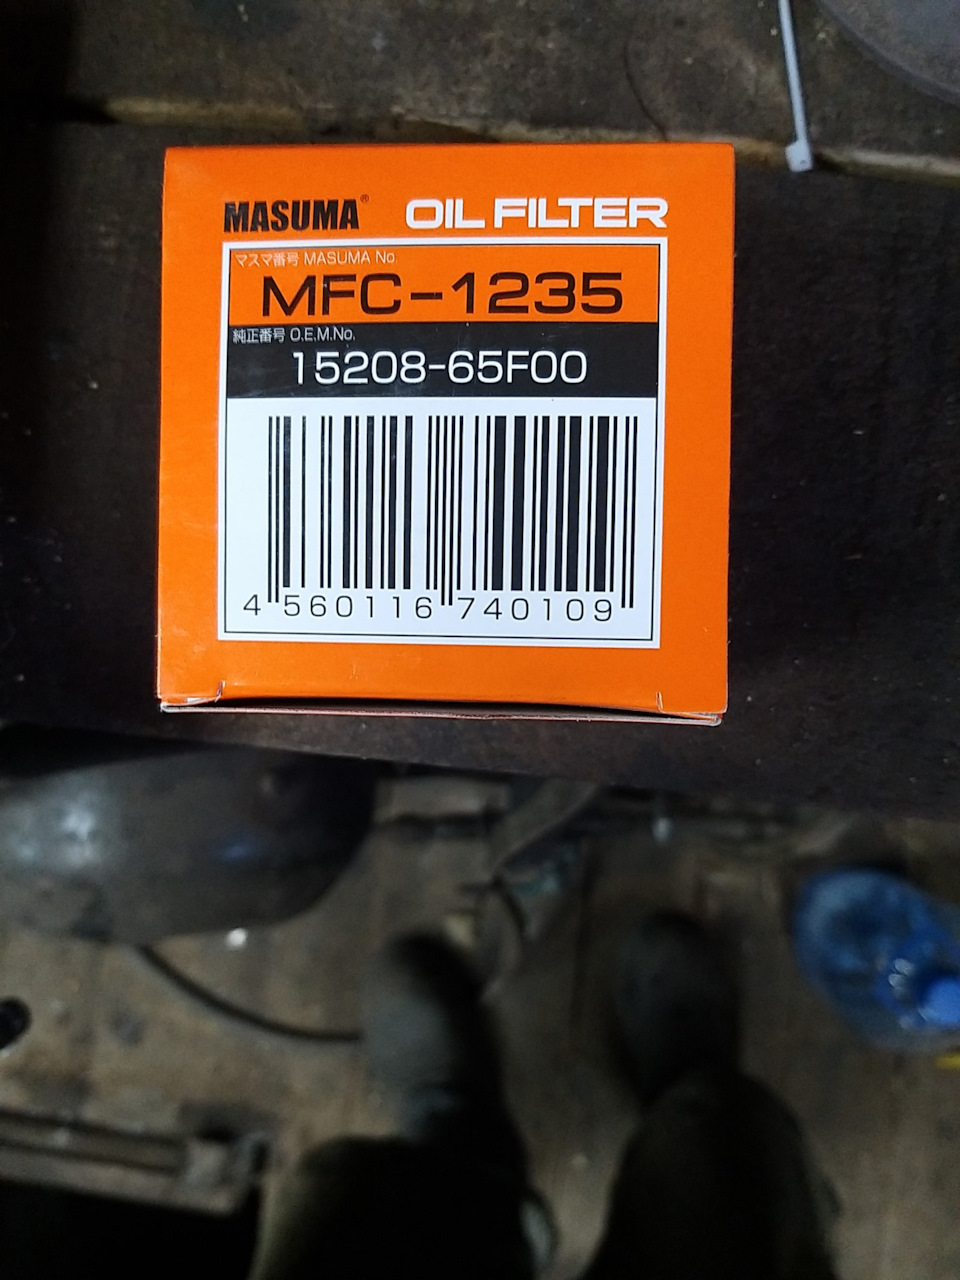 MASUMA® OIL FILTER
マスマ番号 MASUMA No.
MFC-1235
純正番号 O.E.M.No.
15208-65F00
4 560116 740109